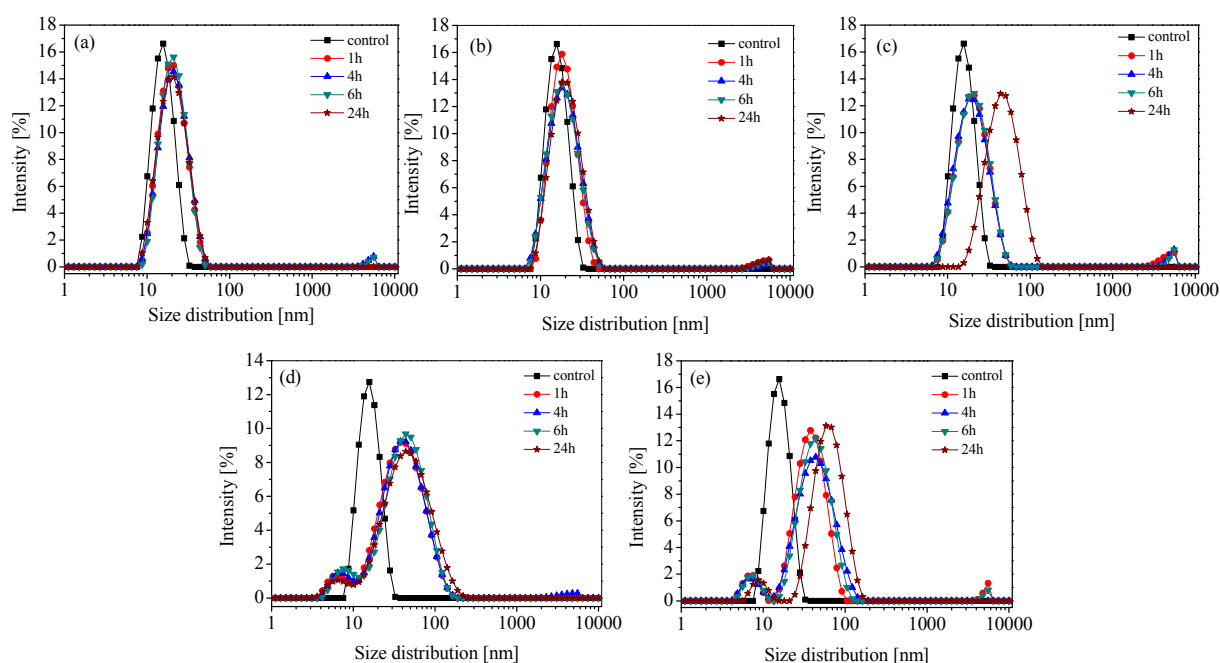 (a)
control
1h
4h
6h
24h
Intensity [%]
18
16
14
12
10
8
6
4
2
0
1 10 100 1000 10000
Size distribution [nm]
(b)
control
1h
4h
6h
24h
Intensity [%]
18
16
14
12
10
8
6
4
2
0
1 10 100 1000 10000
Size distribution [nm]
(c)
control
1h
4h
6h
24h
Intensity [%]
18
16
14
12
10
8
6
4
2
0
1 10 100 1000 10000
Size distribution [nm]
(d)
control
1h
4h
6h
24h
Intensity [%]
14
12
10
8
6
4
2
0
1 10 100 1000 10000
Size distribution [nm]
(e)
control
1h
4h
6h
24h
Intensity [%]
18
16
14
12
10
8
6
4
2
0
1 10 100 1000 10000
Size distribution [nm]